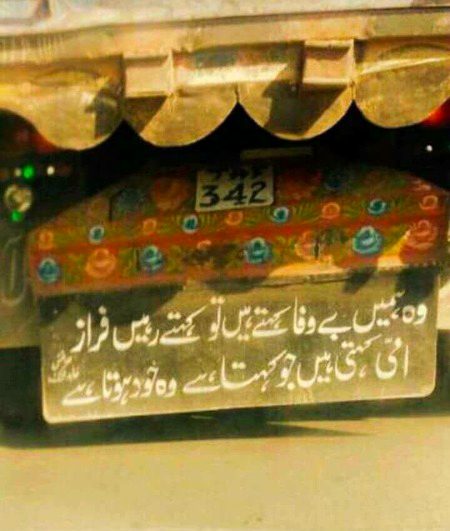 342
وہ ہمیں بے وفا کہتے ہیں تو کہتے رہیں فراز
امّی کہتی ہیں جو کہتا ہے وہ خود ہوتا ہے